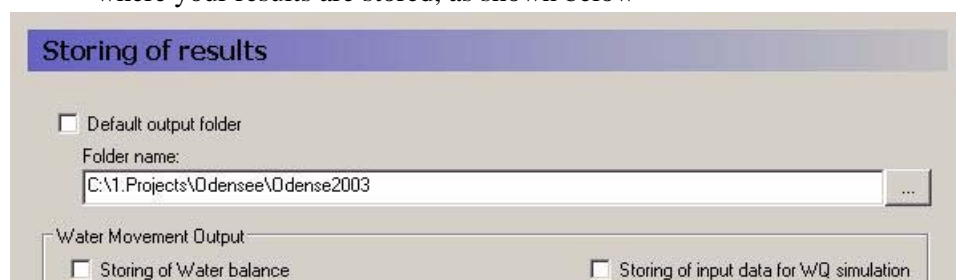 where your results are stored, as shown below
Storing of results
Default output folder
Folder name:
C:\1.Projects\Odensee\Odense2003
...
Water Movement Output
Storing of Water balance
Storing of input data for WQ simulation